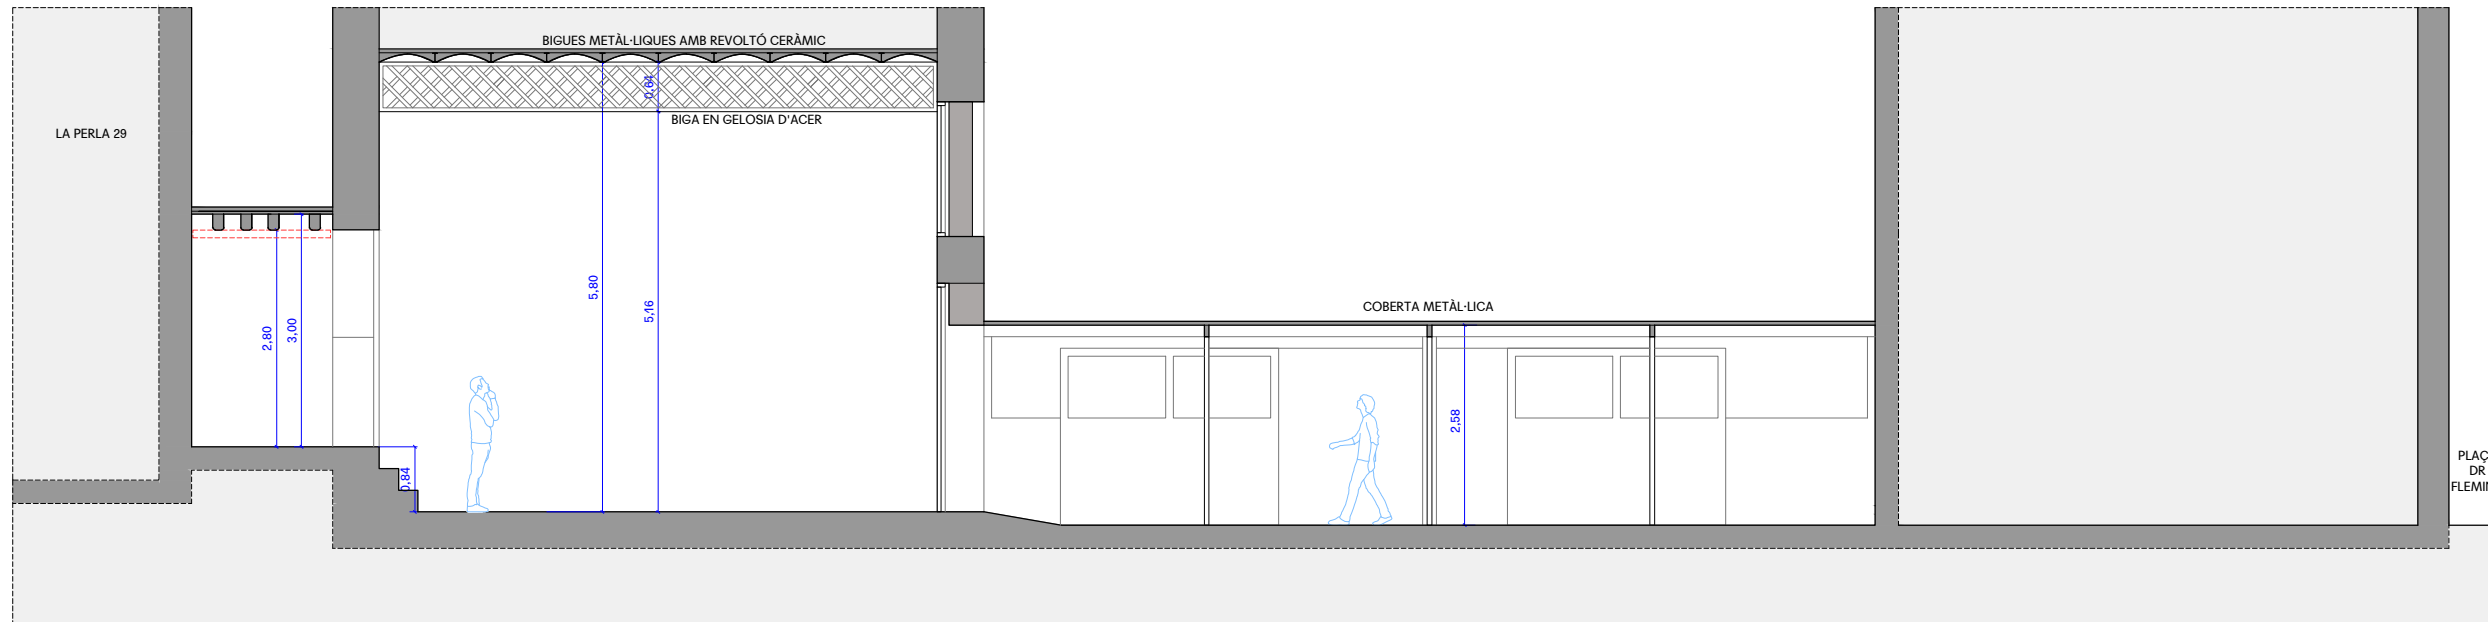 BIGUES METÀL·LIQUES AMB REVOLTÓ CERÀMIC
0,64
BIGA EN GELOSIA D'ACER
LA PERLA 29
5,80
5,16
COBERTA METÀL·LICA
2,80
3,00
2,58
0,84
PLAÇ
DR
FLEMIN